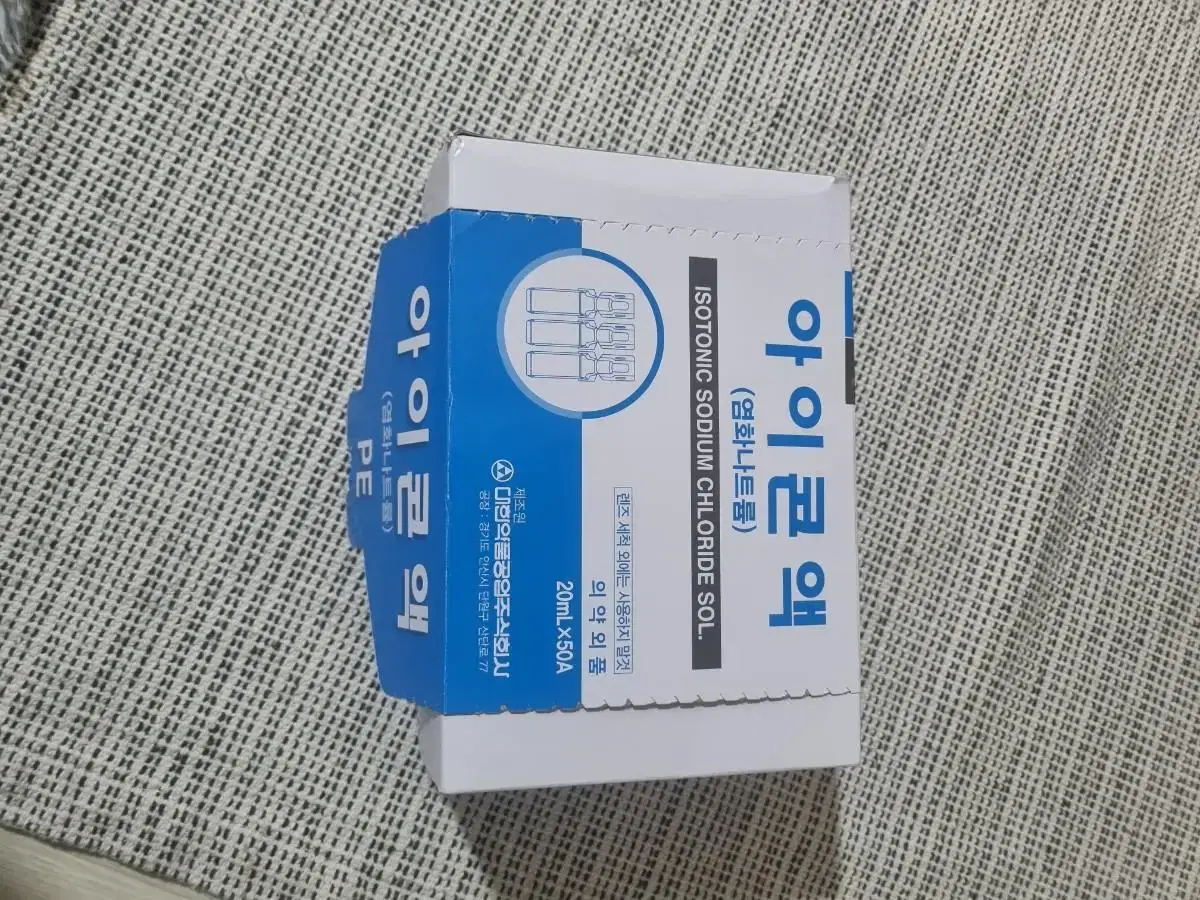 아이콘액
(염화나트륨)
ISOTONIC SODIUM CHLORIDE SOL.
렌즈 세척 외에는 사용하지 말것
의약외품
20mL×50A
제조원
대한약품공업주식회사
공장 : 경기도 안산시 단원구 산단로 77
아이콘액
(염화나트륨)
PE